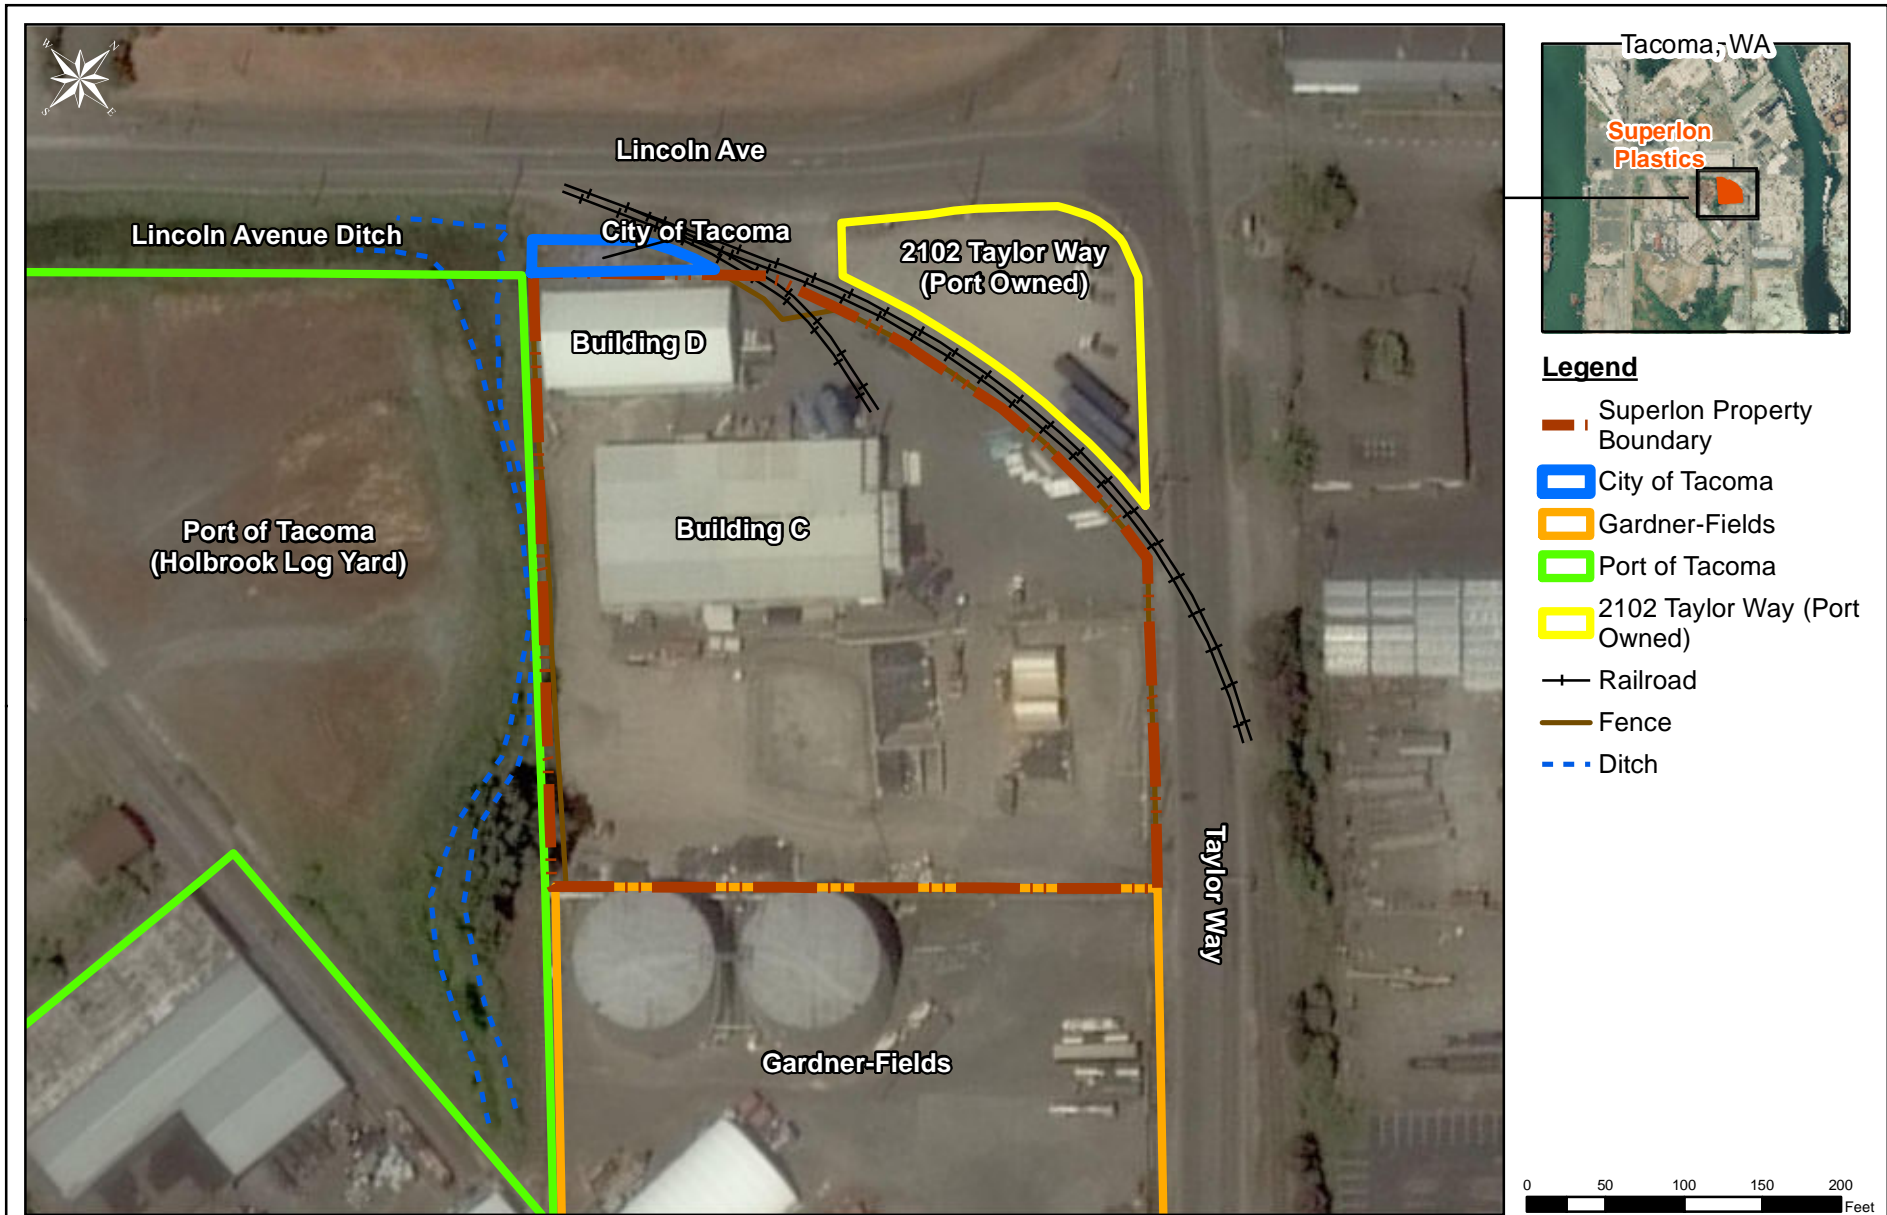 W
N
S
E
Lincoln Ave
Lincoln Avenue Ditch
City of Tacoma
2102 Taylor Way
(Port Owned)
Building D
Port of Tacoma
(Holbrook Log Yard)
Building C
Taylor Way
Gardner-Fields
Tacoma, WA
Superlon
Plastics
Legend
Superlon Property
Boundary
City of Tacoma
Gardner-Fields
Port of Tacoma
2102 Taylor Way (Port
Owned)
Railroad
Fence
Ditch
0 50 100 150 200
Feet